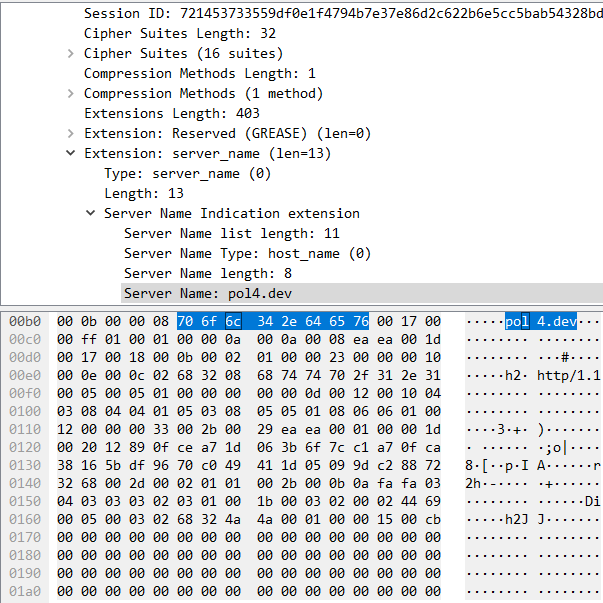 Session ID: 721453733559df0e1f4794b7e37e86d2c622b6e5cc5bab54328bd
Cipher Suites Length: 32
Cipher Suites (16 suites)
Compression Methods Length: 1
Compression Methods (1 method)
Extensions Length: 403
Extension: Reserved (GREASE) (len=0)
Extension: server_name (len=13)
Type: server_name (0)
Length: 13
Server Name Indication extension
Server Name list length: 11
Server Name Type: host_name (0)
Server Name length: 8
Server Name: pol4.dev
00b0 00 0b 00 00 08 70 6f 6c 34 2e 64 65 76 00 17 00 ·····pol 4.dev···
00c0 00 ff 01 00 01 00 00 0a 00 0a 00 08 ea ea 00 1d ········ ········
00d0 00 17 00 18 00 0b 00 02 01 00 00 23 00 00 00 10 ········ ···#····
00e0 00 0e 00 0c 02 68 32 08 68 74 74 70 2f 31 2e 31 ·····h2· http/1.1
00f0 00 05 00 05 01 00 00 00 00 0d 00 12 00 10 04 ········ ········
0100 03 08 04 04 01 05 03 08 05 05 01 08 06 06 01 00 ········ ········
0110 12 00 00 00 33 00 2b 00 29 ea ea 00 01 00 00 1d ····3·+· )·······
0120 00 20 12 89 0f ce a7 1d 06 3b 6f 7c c1 a7 0f ca · ······ ·;o|····
0130 38 16 5b df 96 70 c0 49 41 1d 05 09 9d c2 88 72 8·[··p·I A······r
0140 32 68 00 2d 00 02 01 01 00 2b 00 0b 0a fa fa 03 2h·-···· ·+······
0150 04 03 03 03 02 03 01 00 1b 00 03 02 00 02 44 69 ········ ······Di
0160 00 05 00 03 02 68 32 4a 4a 00 01 00 00 15 00 cb ·····h2J J·······
0170 00 00 00 00 00 00 00 00 00 00 00 00 00 00 00 00 ········ ········
0180 00 00 00 00 00 00 00 00 00 00 00 00 00 00 00 00 ········ ········
0190 00 00 00 00 00 00 00 00 00 00 00 00 00 00 00 00 ········ ········
01a0 00 00 00 00 00 00 00 00 00 00 00 00 00 00 00 00 ········ ········